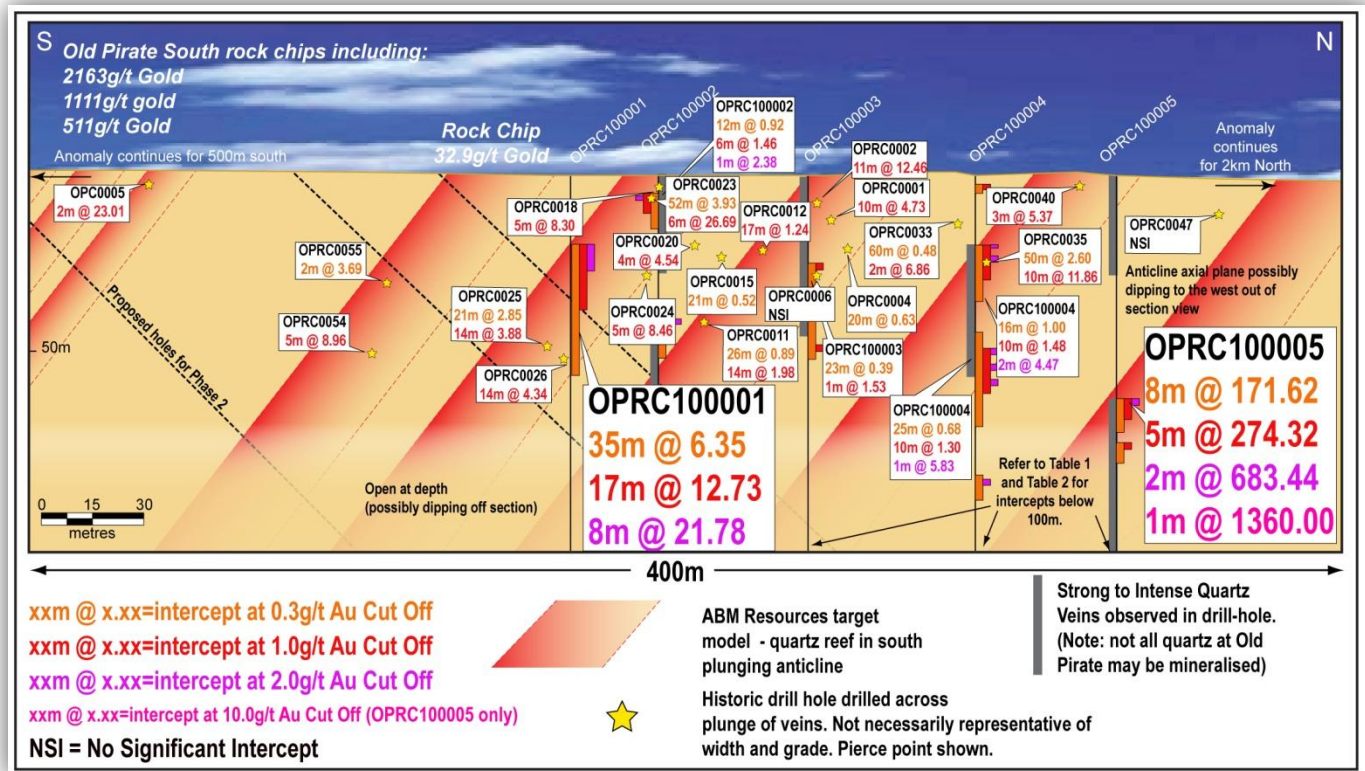 S
N
Old Pirate South rock chips including:
2163g/t Gold
1111g/t gold
511g/t Gold
Anomaly continues for 500m south
Rock Chip
32.9g/t Gold
OPRC100001
OPRC100002
OPRC100003
OPRC100004
OPRC100005
Anomaly
continues
for 2km North
OPRC100002
12m @ 0.92
6m @ 1.46
1m @ 2.38
OPC0005
2m @ 23.01
OPRC0018
5m @ 8.30
OPRC0023
52m @ 3.93
6m @ 26.69
OPRC0012
17m @ 1.24
OPRC0002
11m @ 12.46
OPRC0001
10m @ 4.73
OPRC0040
3m @ 5.37
OPRC0047
NSI
OPRC0055
2m @ 3.69
OPRC0020
4m @ 4.54
OPRC0033
60m @ 0.48
2m @ 6.86
OPRC0035
50m @ 2.60
10m @ 11.86
Anticline axial plane possibly
dipping to the west out of
section view
OPRC0015
21m @ 0.52
OPRC0006
NSI
OPRC0004
20m @ 0.63
Proposed holes for Phase 2
OPRC0054
5m @ 8.96
OPRC0025
21m @ 2.85
14m @ 3.88
OPRC0024
5m @ 8.46
OPRC0011
26m @ 0.89
14m @ 1.98
OPRC100003
23m @ 0.39
1m @ 1.53
OPRC100004
16m @ 1.00
10m @ 1.48
2m @ 4.47
50m
OPRC0026
14m @ 4.34
OPRC100001
35m @ 6.35
17m @ 12.73
8m @ 21.78
OPRC100004
25m @ 0.68
10m @ 1.30
1m @ 5.83
OPRC100005
8m @ 171.62
5m @ 274.32
2m @ 683.44
1m @ 1360.00
Refer to Table 1
and Table 2 for
intercepts below
100m.
Open at depth
(possibly dipping off section)
0 15 30
metres
400m
xxm @ x.xx=intercept at 0.3g/t Au Cut Off
xxm @ x.xx=intercept at 1.0g/t Au Cut Off
xxm @ x.xx=intercept at 2.0g/t Au Cut Off
xxm @ x.xx=intercept at 10.0g/t Au Cut Off (OPRC100005 only)
NSI = No Significant Intercept
ABM Resources target
model - quartz reef in south
plunging anticline
Historic drill hole drilled across
plunge of veins. Not necessarily representative of
width and grade. Pierce point shown.
Strong to Intense Quartz
Veins observed in drill-hole.
(Note: not all quartz at Old
Pirate may be mineralised)